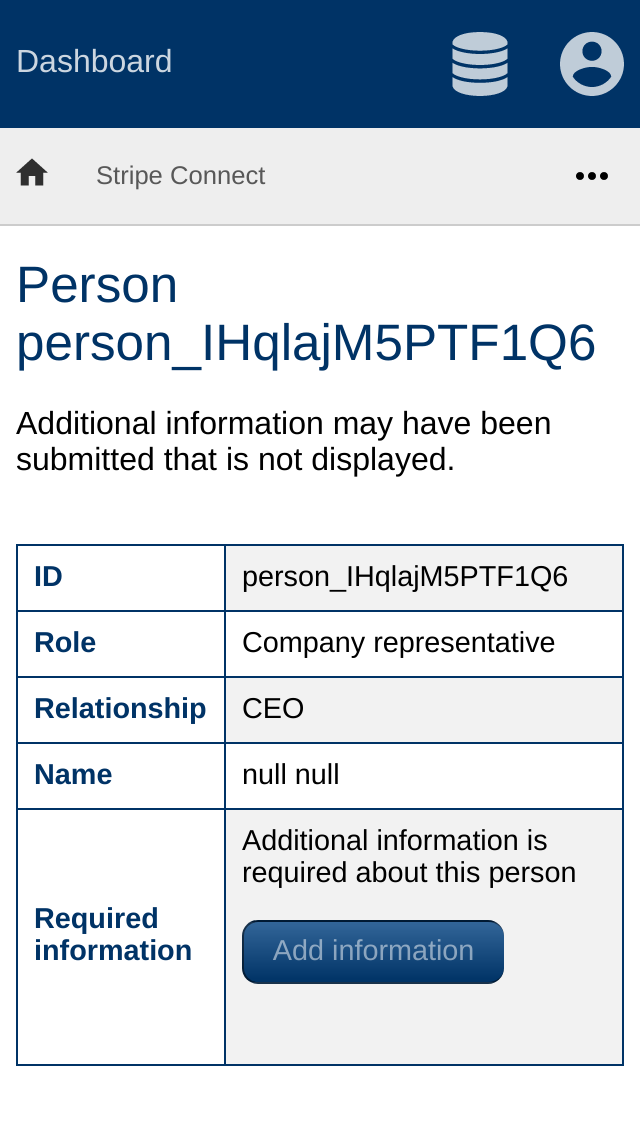 Dashboard
Stripe Connect
Person
person_IHqlajM5PTF1Q6
Additional information may have been
submitted that is not displayed.
ID
person_IHqlajM5PTF1Q6
Role
Company representative
Relationship
CEO
Name
null null
Required
information
Additional information is
required about this person
Add information